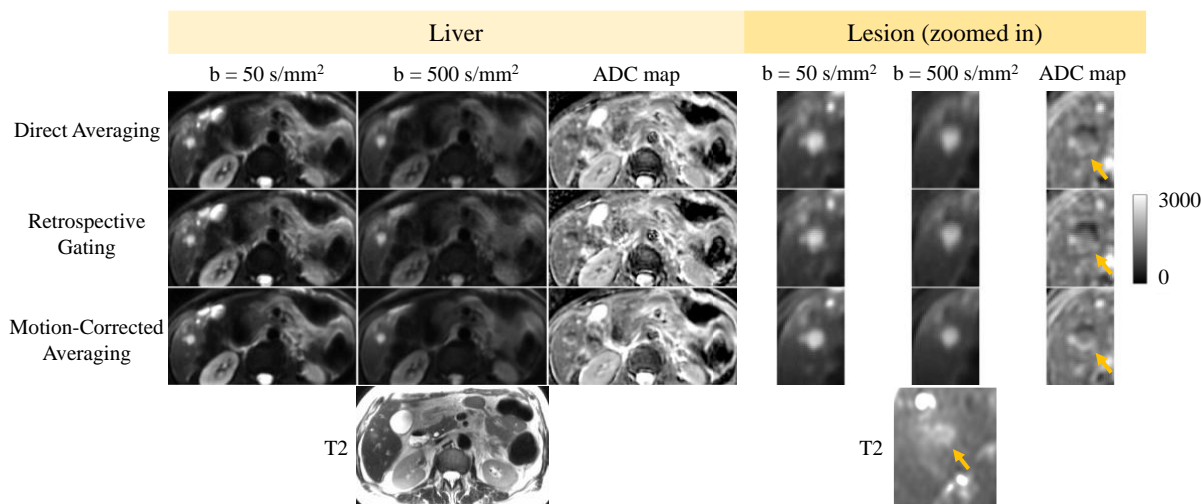 Liver
Lesion (zoomed in)
b = 50 s/mm²
b = 500 s/mm²
ADC map
b = 50 s/mm²
b = 500 s/mm²
ADC map
Direct Averaging
Retrospective
Gating
3000
0
Motion-Corrected
Averaging
T2
T2